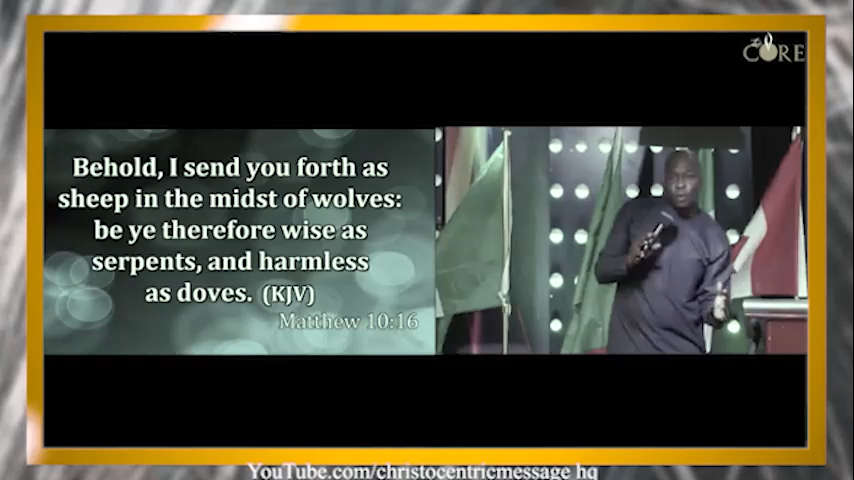 CORE
Behold, I send you forth as
sheep in the midst of wolves:
be ye therefore wise as
serpents, and harmless
as doves. (KJV)
Matthew 10:16
YouTube.com/christocentricmessage hq